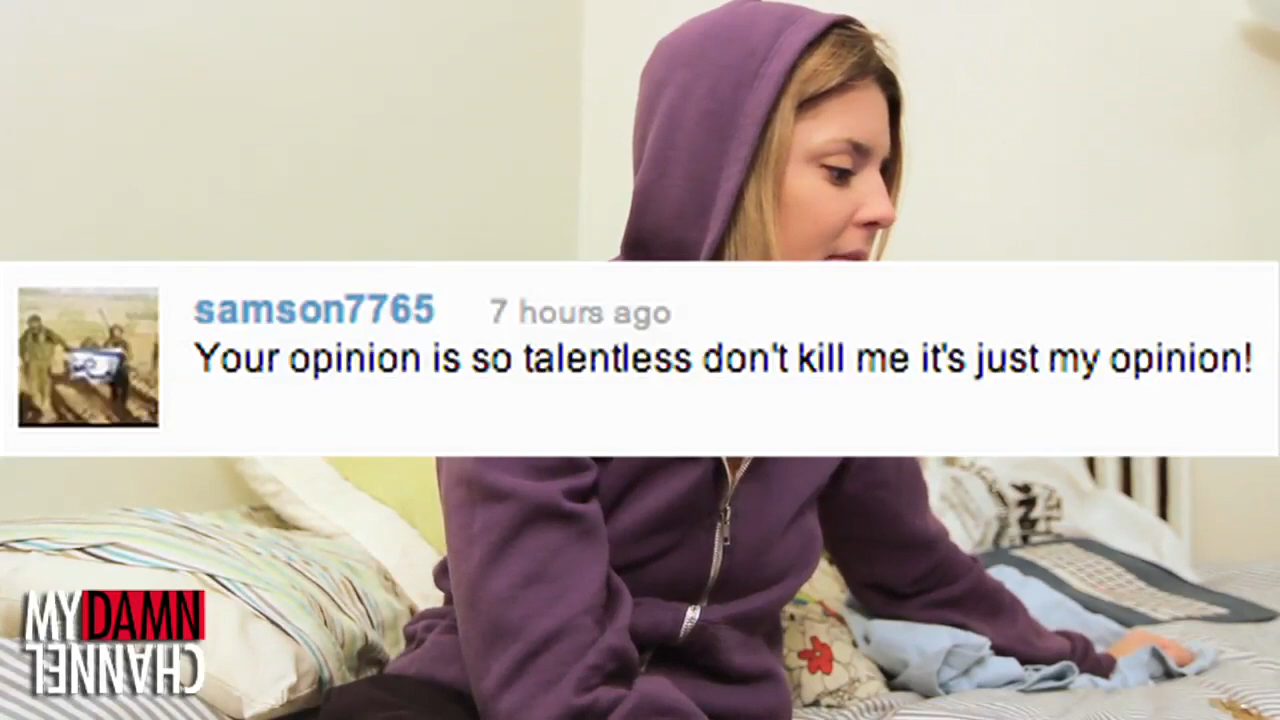 samson7765 7 hours ago
Your opinion is so talentless don't kill me it's just my opinion!
MY DAMN
CHANNEL